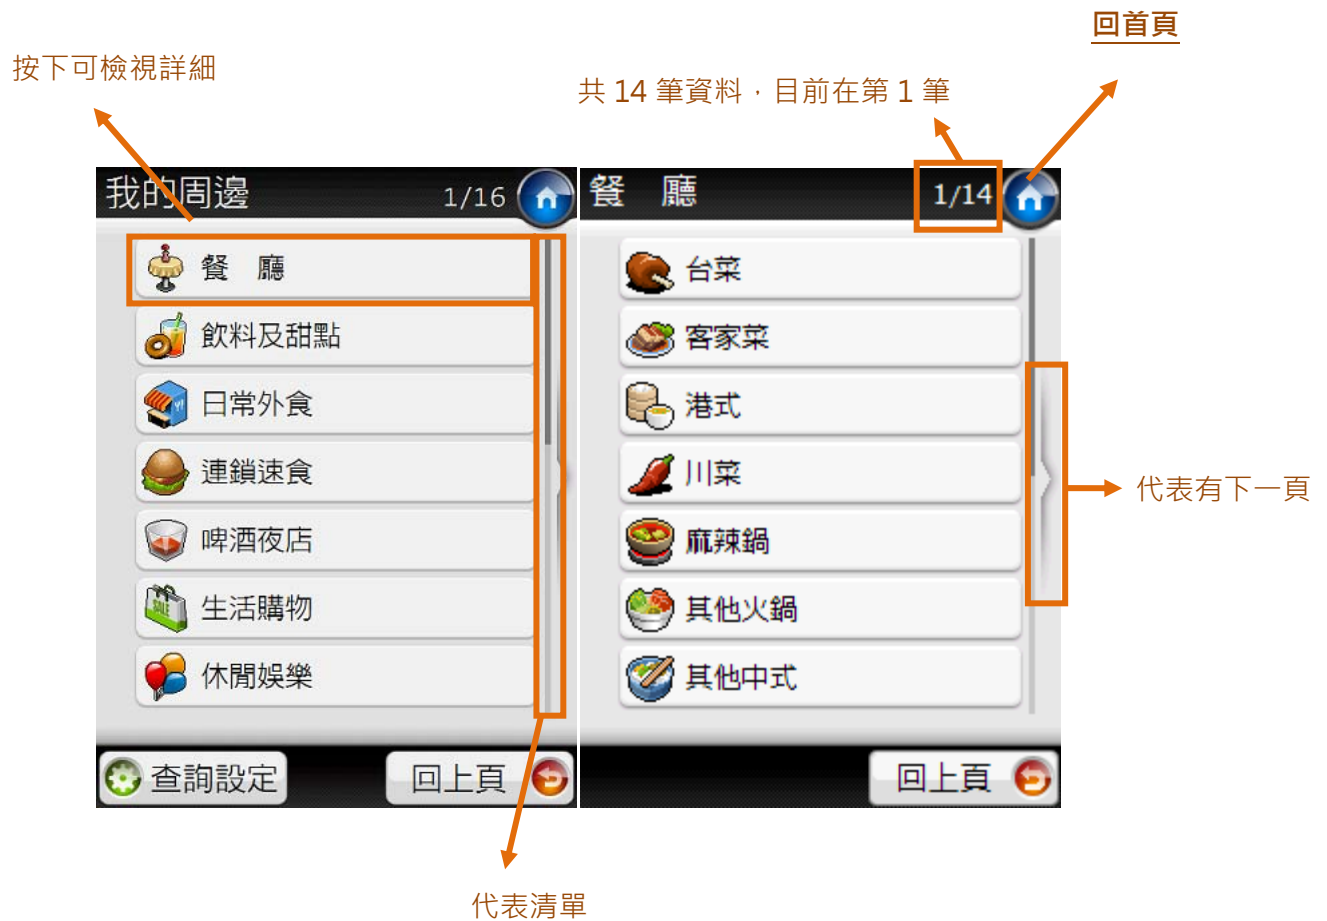 回首頁
按下可檢視詳細
共 14 筆資料，目前在第 1 筆
我的周邊 1/16
餐 廳
飲料及甜點
日常外食
連鎖速食
啤酒夜店
生活購物
休閒娛樂
查詢設定 回上頁
餐 廳 1/14
台菜
客家菜
港式
川菜
麻辣鍋
其他火鍋
其他中式
回上頁
代表有下一頁
代表清單